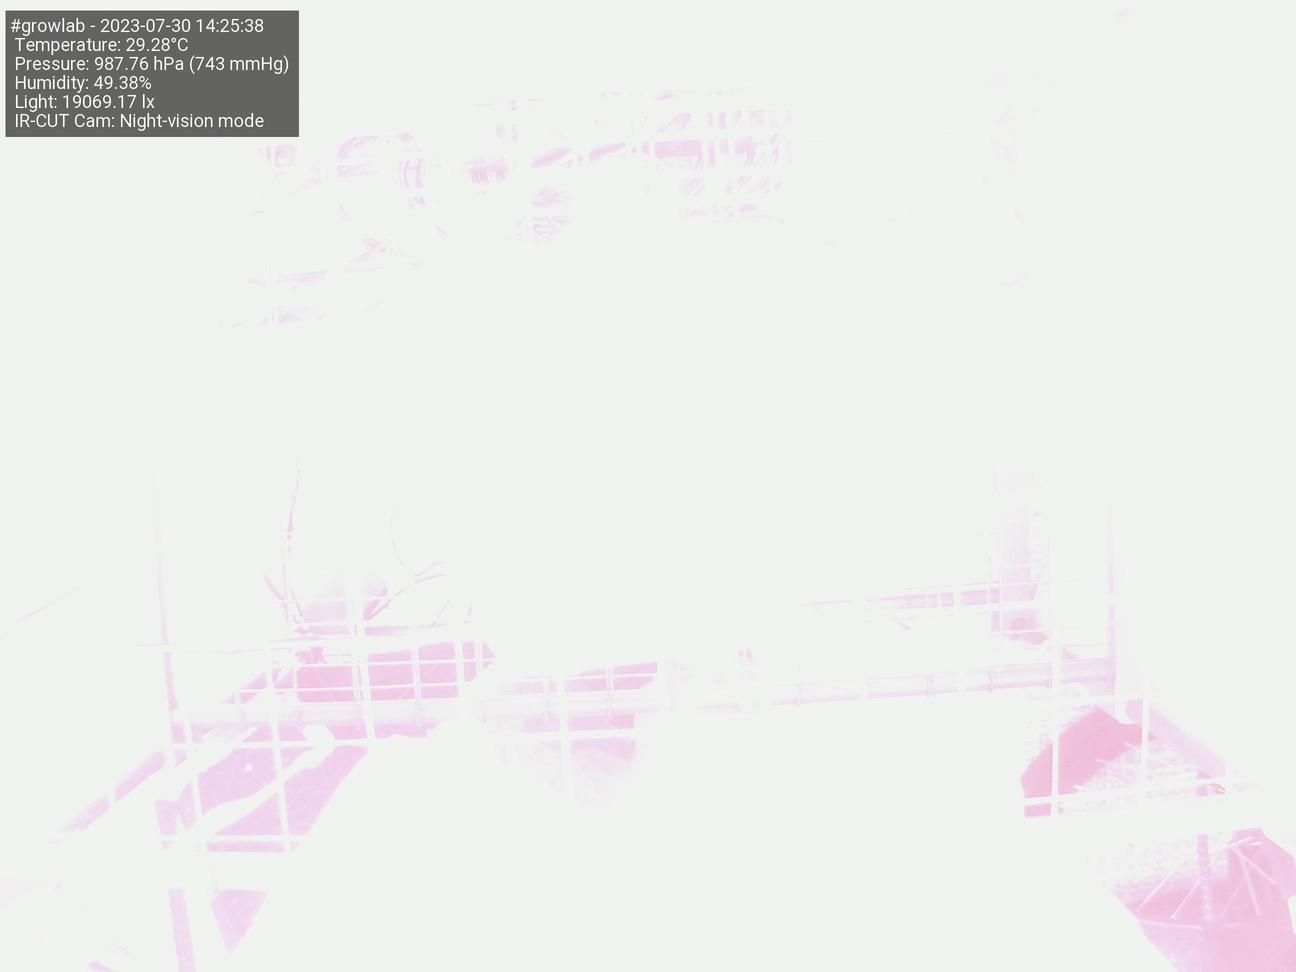 #growlab - 2023-07-30 14:25:38
Temperature: 29.28°C
Pressure: 987.76 hPa (743 mmHg)
Humidity: 49.38%
Light: 19069.17 lx
IR-CUT Cam: Night-vision mode